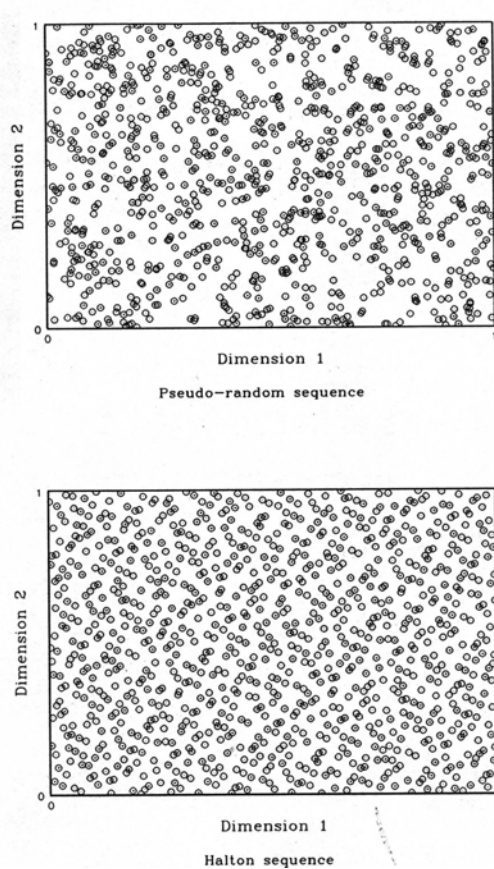 1
Dimension 2
0
0
Dimension 1
Pseudo-random sequence
1
Dimension 2
0
0
Dimension 1
Halton sequence